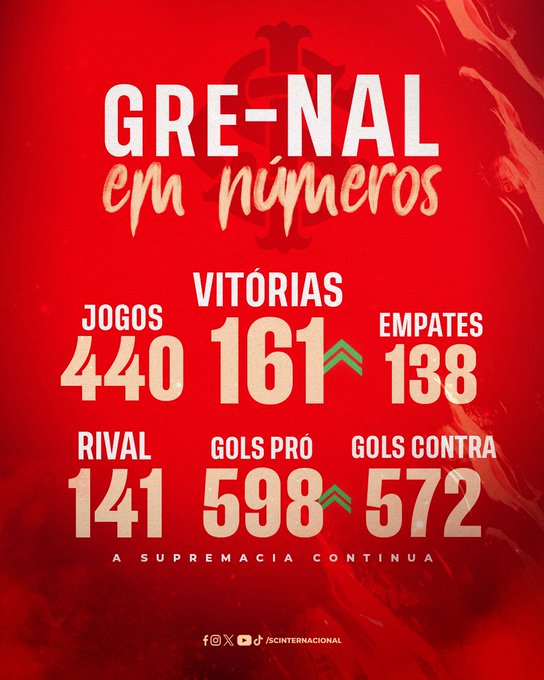 GRE-NAL
em números
VITÓRIAS
161
JOGOS
440
EMPATES
138
RIVAL
141
GOLS PRÓ
598
GOLS CONTRA
572
A SUPREMACIA CONTINUA
/SCINTERNACIONAL